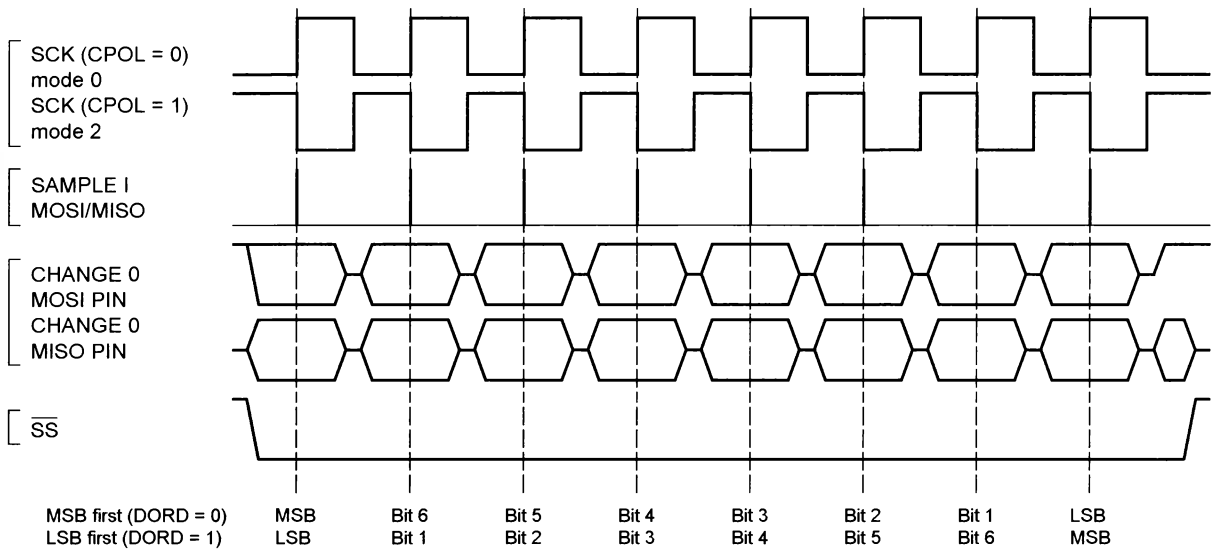 SCK (CPOL = 0)
mode 0
SCK (CPOL = 1)
mode 2
SAMPLE I
MOSI/MISO
CHANGE 0
MOSI PIN
CHANGE 0
MISO PIN
SS
MSB first (DORD = 0) MSB Bit 6 Bit 5 Bit 4 Bit 3 Bit 2 Bit 1 LSB
LSB first (DORD = 1) LSB Bit 1 Bit 2 Bit 3 Bit 4 Bit 5 Bit 6 MSB